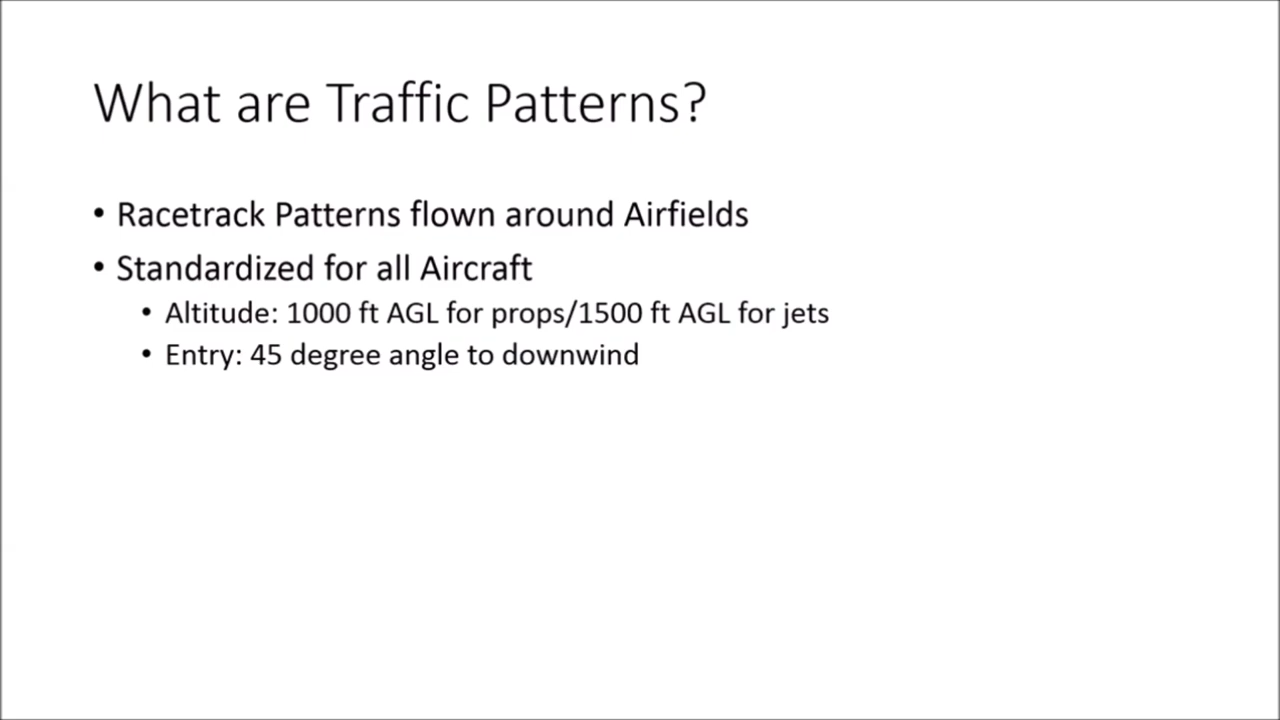 What are Traffic Patterns?
• Racetrack Patterns flown around Airfields
• Standardized for all Aircraft
• Altitude: 1000 ft AGL for props/1500 ft AGL for jets
• Entry: 45 degree angle to downwind